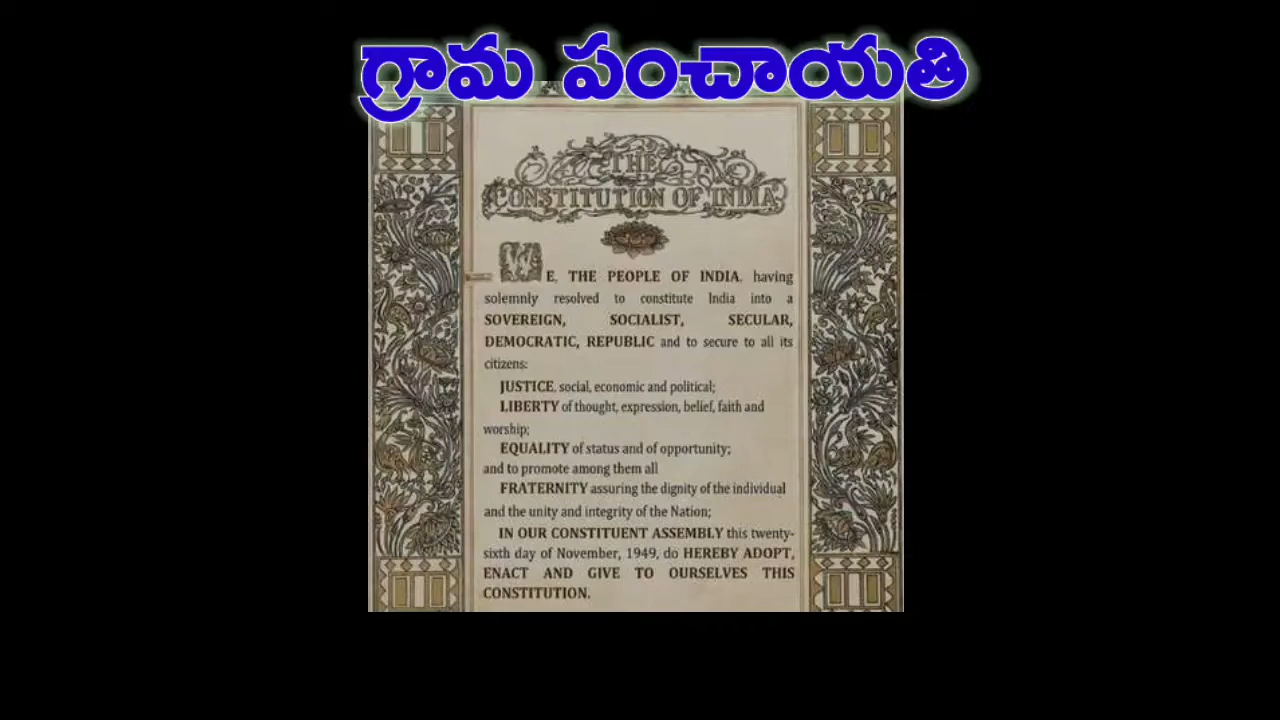 గ్రామ పంచాయతి
THE
CONSTITUTION OF INDIA
WE, THE PEOPLE OF INDIA, having
solemnly resolved to constitute India into a
SOVEREIGN, SOCIALIST, SECULAR,
DEMOCRATIC, REPUBLIC and to secure to all its
citizens:
JUSTICE, social, economic and political;
LIBERTY of thought, expression, belief, faith and
worship;
EQUALITY of status and of opportunity;
and to promote among them all
FRATERNITY assuring the dignity of the individual
and the unity and integrity of the Nation;
IN OUR CONSTITUENT ASSEMBLY this twenty-
sixth day of November, 1949, do HEREBY ADOPT,
ENACT AND GIVE TO OURSELVES THIS
CONSTITUTION.